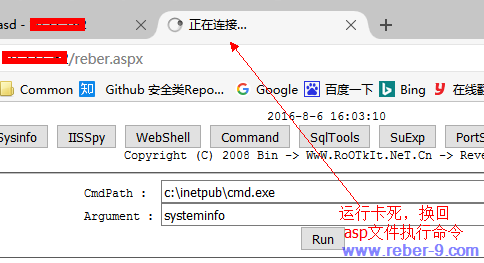 asd -
正在连接...
/reber.aspx
Common 知 Github 安全类Repo... G Google 百度一下 Bing 在线翻
2016-8-6 16:03:10
Sysinfo IISSpy WebShell Command SqlTools SuExp PortS
Copyright (C) 2008 Bin -> WwW.RoOTkIt.NeT.Cn -> Reve
CmdPath : c:\inetpub\cmd.exe
Argument : systeminfo
Run
运行卡死，换回
asp文件执行命令
www.reber-9.com